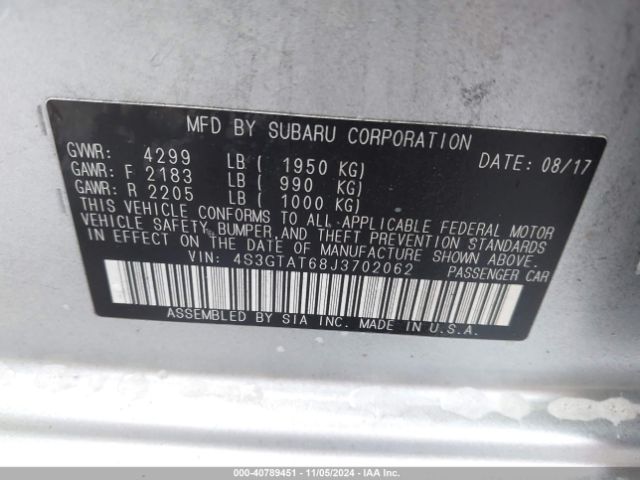 MFD BY SUBARU CORPORATION
GVWR: 4299 LB ( 1950 KG) DATE: 08/17
GAWR: F 2183 LB ( 990 KG)
GAWR: R 2205 LB ( 1000 KG)
THIS VEHICLE CONFORMS TO ALL APPLICABLE FEDERAL MOTOR
VEHICLE SAFETY, BUMPER, AND THEFT PREVENTION STANDARDS
IN EFFECT ON THE DATE OF MANUFACTURE SHOWN ABOVE.
VIN: 4S3GTAT68J3702062 PASSENGER CAR
ASSEMBLED BY SIA INC. MADE IN U.S.A.
000-40789451 - 11/05/2024 - IAAI.COM